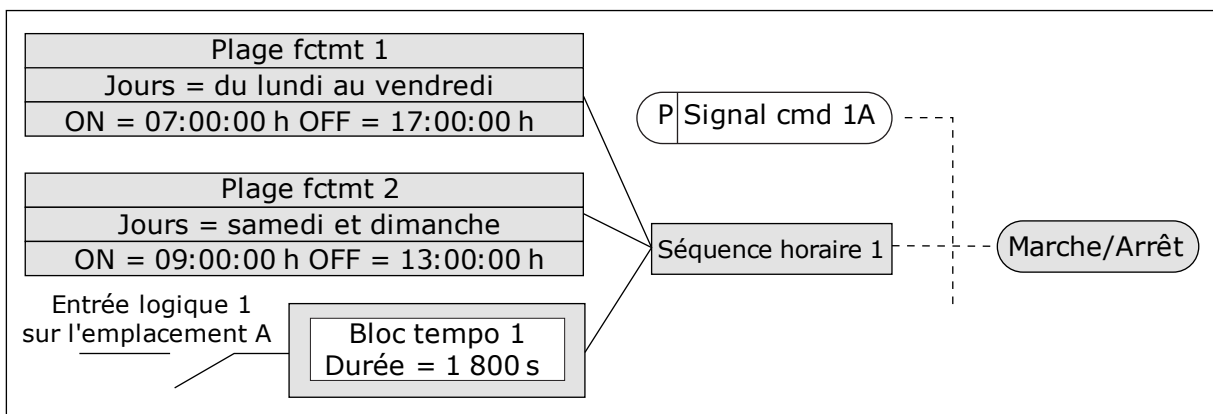 Plage fctmt 1
Jours = du lundi au vendredi
ON = 07:00:00 h OFF = 17:00:00 h
P Signal cmd 1A
Plage fctmt 2
Jours = samedi et dimanche
ON = 09:00:00 h OFF = 13:00:00 h
Séquence horaire 1
Marche/Arrêt
Entrée logique 1
sur l'emplacement A
Bloc tempo 1
Durée = 1 800 s